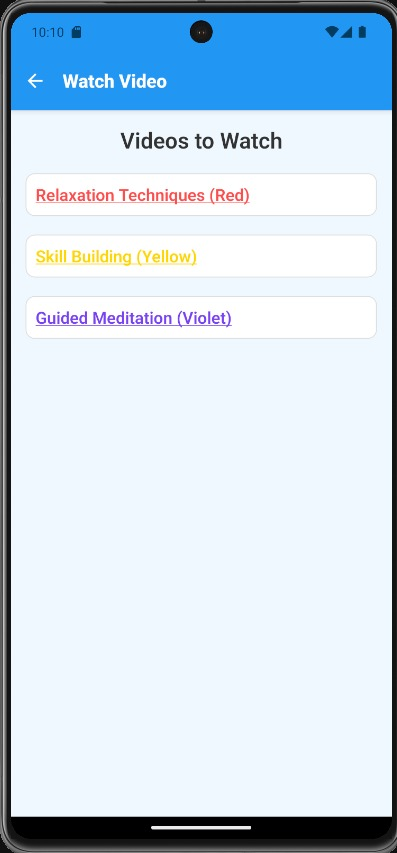 10:10
Watch Video
Videos to Watch
Relaxation Techniques (Red)
Skill Building (Yellow)
Guided Meditation (Violet)